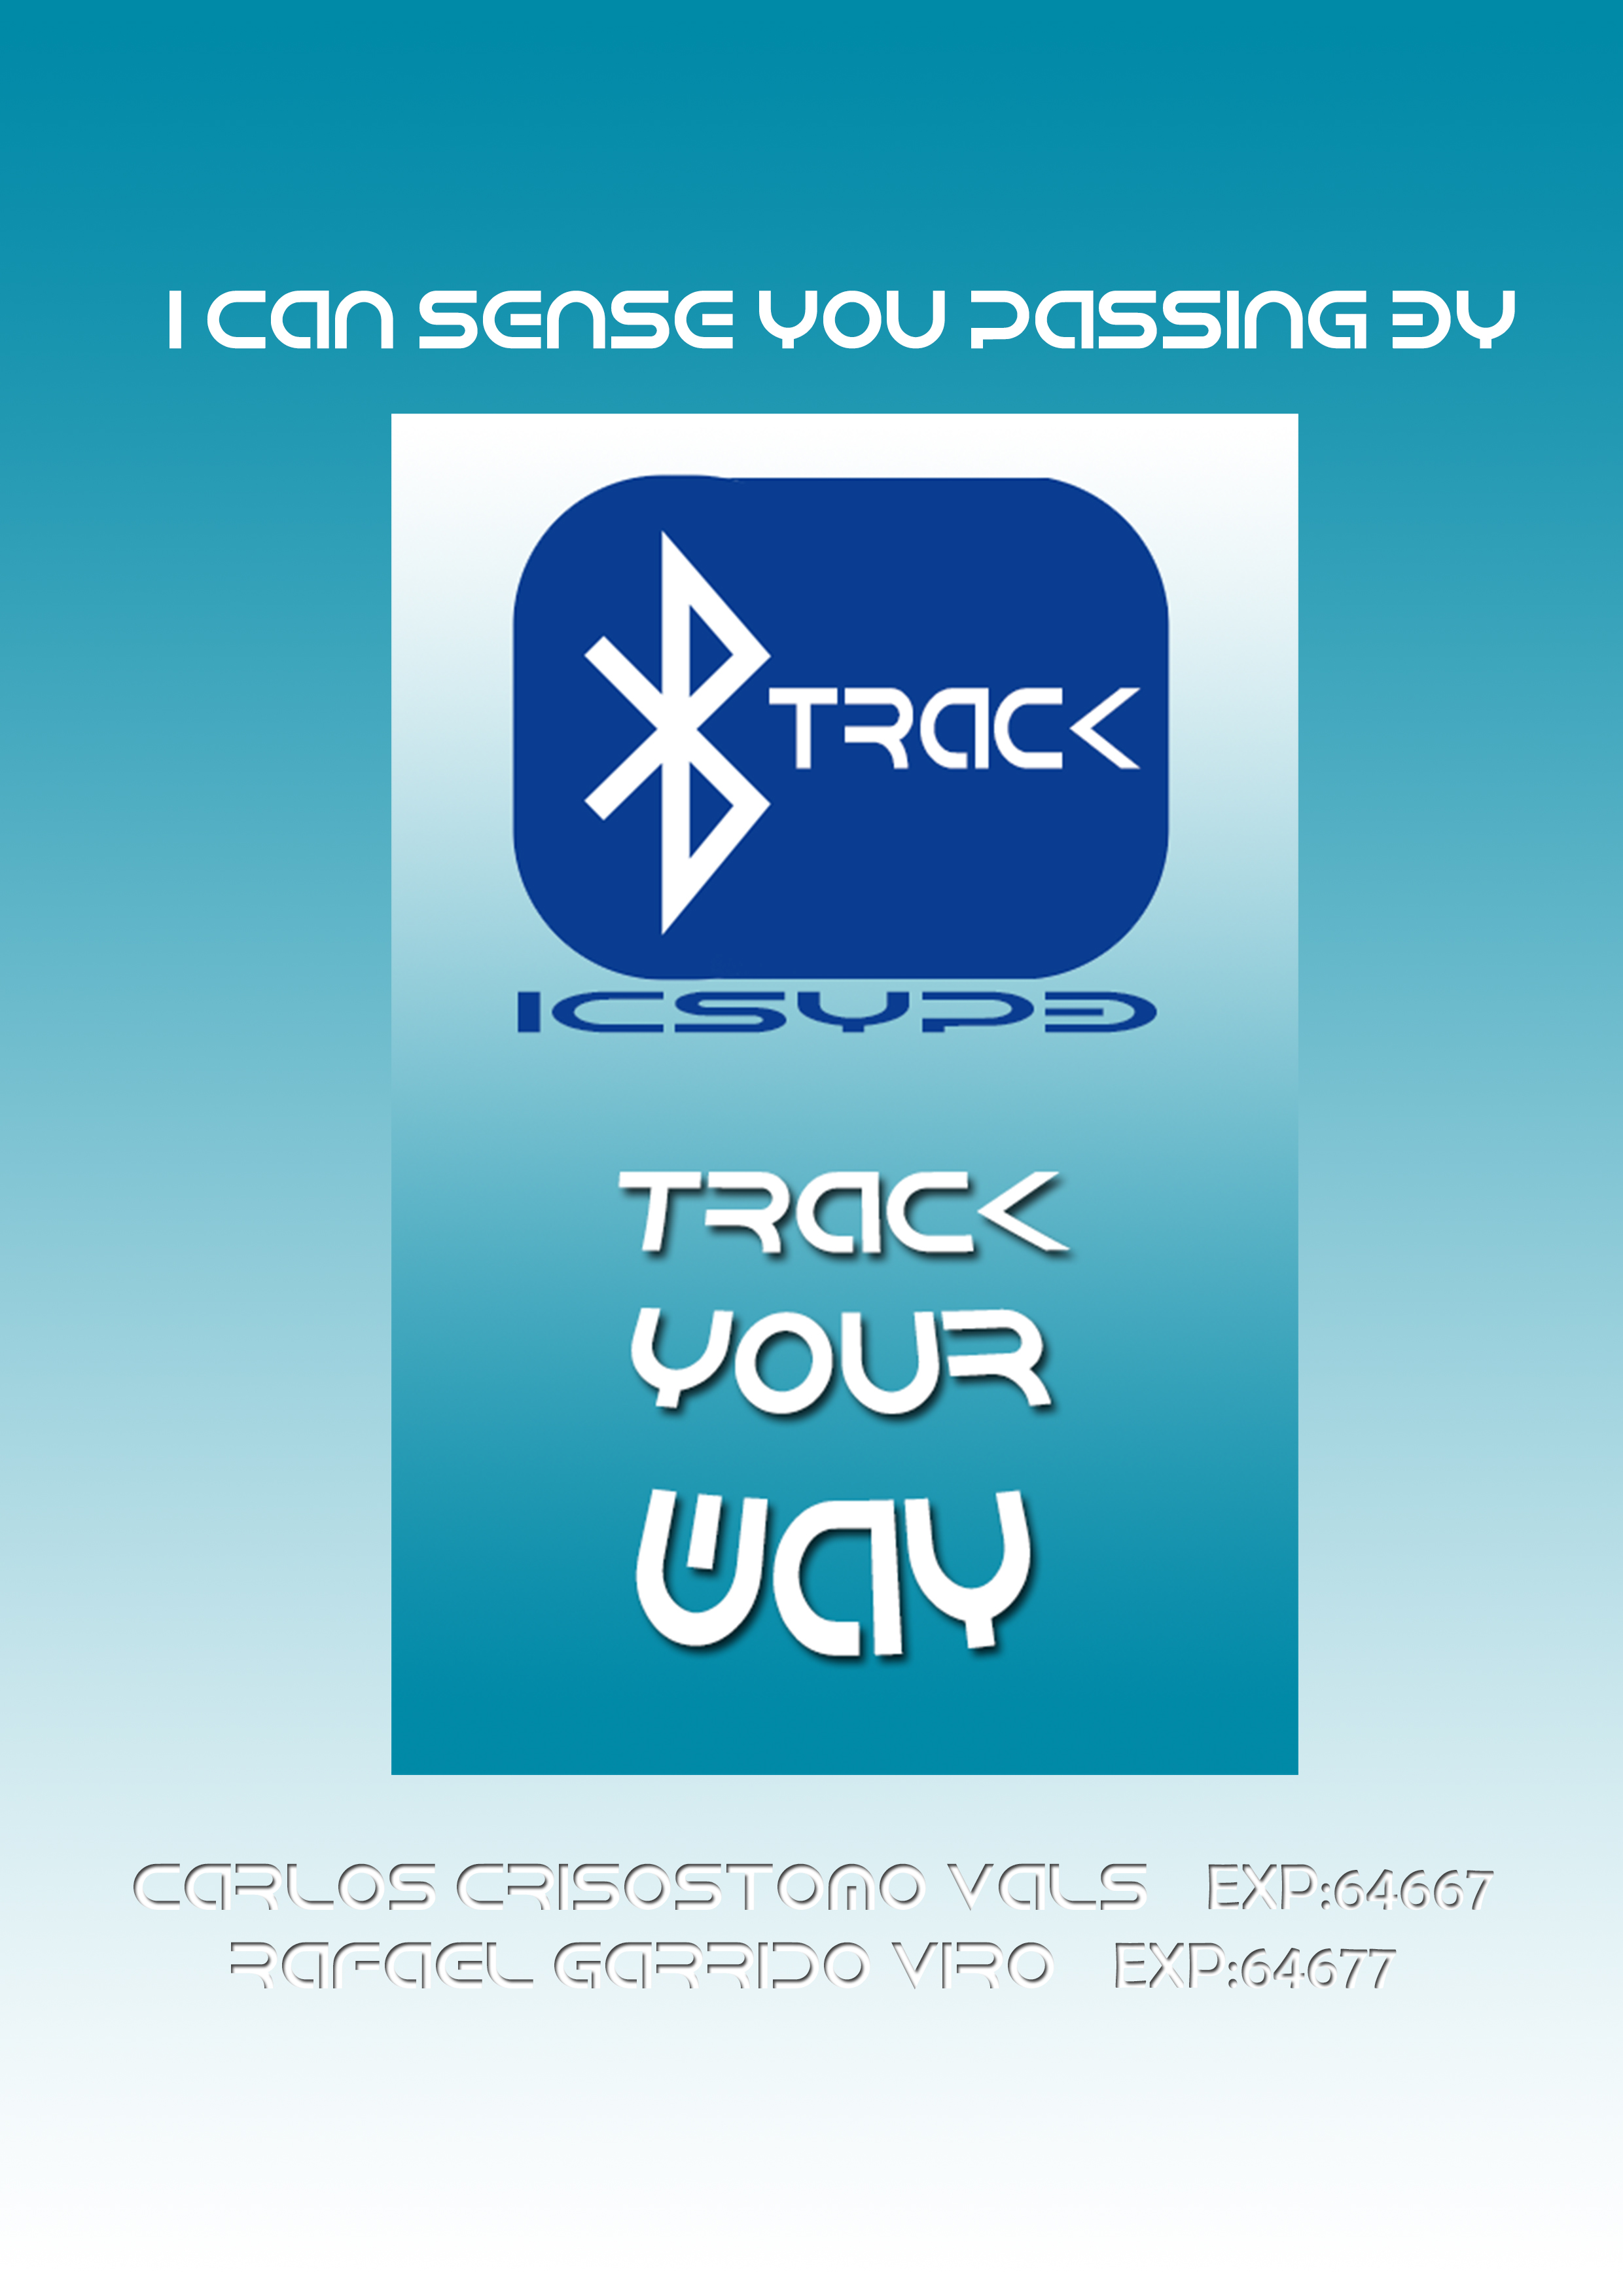 I CAN SENSE YOU PASSING BY
TRACK
ICSYPB
TRACK
YOUR
WAY
CARLOS CRISOSTOMO VALS EXP:64667
RAFAEL GARRIDO VIRO EXP:64677